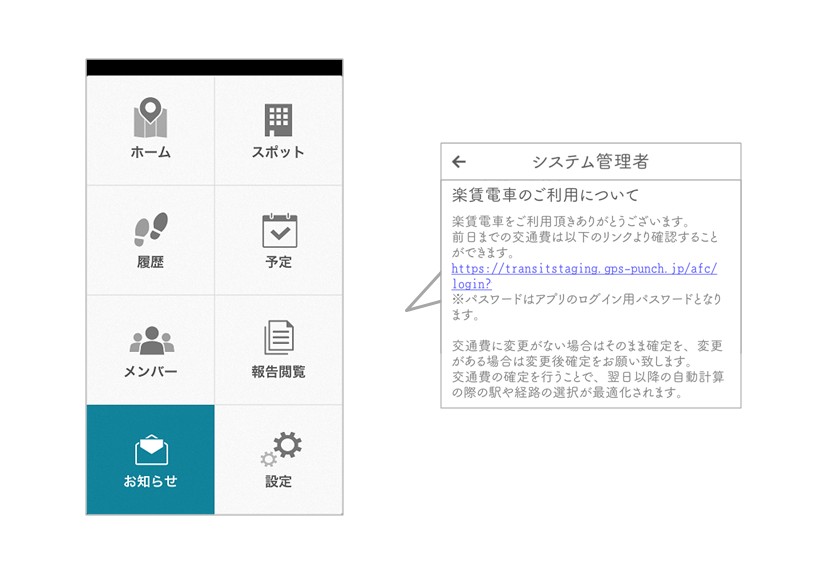 ホーム
スポット
履歴
予定
メンバー
報告閲覧
お知らせ
設定
システム管理者
楽賃電車のご利用について
楽賃電車をご利用頂きありがとうございます。
前日までの交通費は以下のリンクより確認すること
ができます。
https://transitstaging.gps-punch.jp/afc/
login?
※パスワードはアプリのログイン用パスワードとなり
ます。
交通費に変更がない場合はそのまま確定を、変更
がある場合は変更後確定をお願い致します。
交通費の確定を行うことで、翌日以降の自動計算
の際の駅や経路の選択が最適化されます。